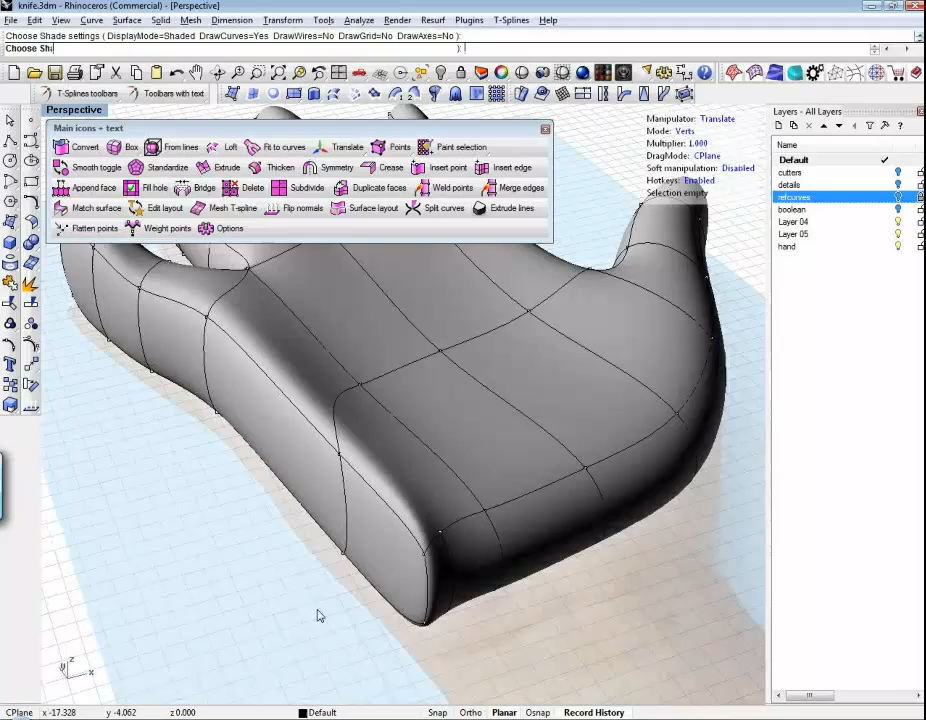 knife.3dm - Rhinoceros (Commercial) - [Perspective]
File Edit View Curve Surface Solid Mesh Dimension Transform Tools Analyze Render Resurf Plugins T-Splines Help
Choose Shade settings ( DisplayMode=Shaded DrawCurves=Yes DrawWires=No DrawGrid=No DrawAxes=No ):
Choose Sha ):
T-Splines toolbars Toolbars with text
Perspective
Main icons + text
Convert Box From lines Loft Fit to curves Translate Points Paint selection
Smooth toggle Standardize Extrude Thicken Symmetry Crease Insert point Insert edge
Append face Fill hole Bridge Delete Subdivide Duplicate faces Weld points Merge edges
Match surface Edit layout Mesh T-spline Flip normals Surface layout Split curves Extrude lines
Flatten points Weight points Options
Manipulator: Translate
Mode: Verts
Multiplier: 1.000
DragMode: CPlane
Soft manipulation: Disabled
Hotkeys: Enabled
Selection empty
Layers - All Layers
Name
Default
cutters
details
refcurves
boolean
Layer 04
Layer 05
hand
z
y
x
CPlane x -17.328 y -4.062 z 0.000 Default Snap Ortho Planar Osnap Record History